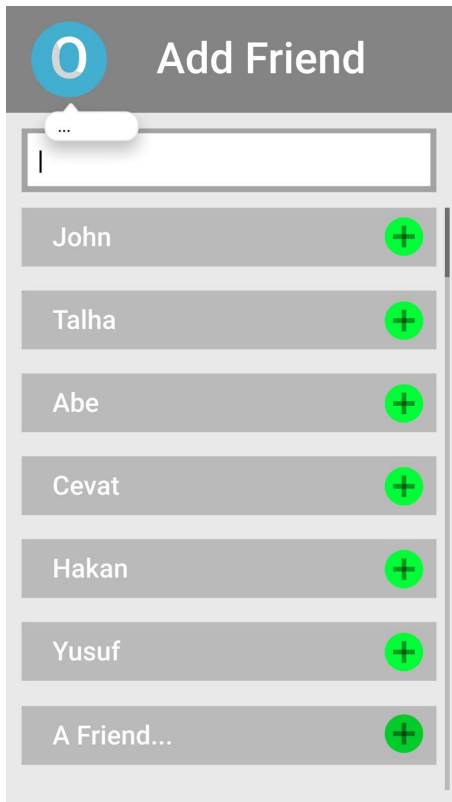 O
Add Friend
...
John
Talha
Abe
Cevat
Hakan
Yusuf
A Friend...